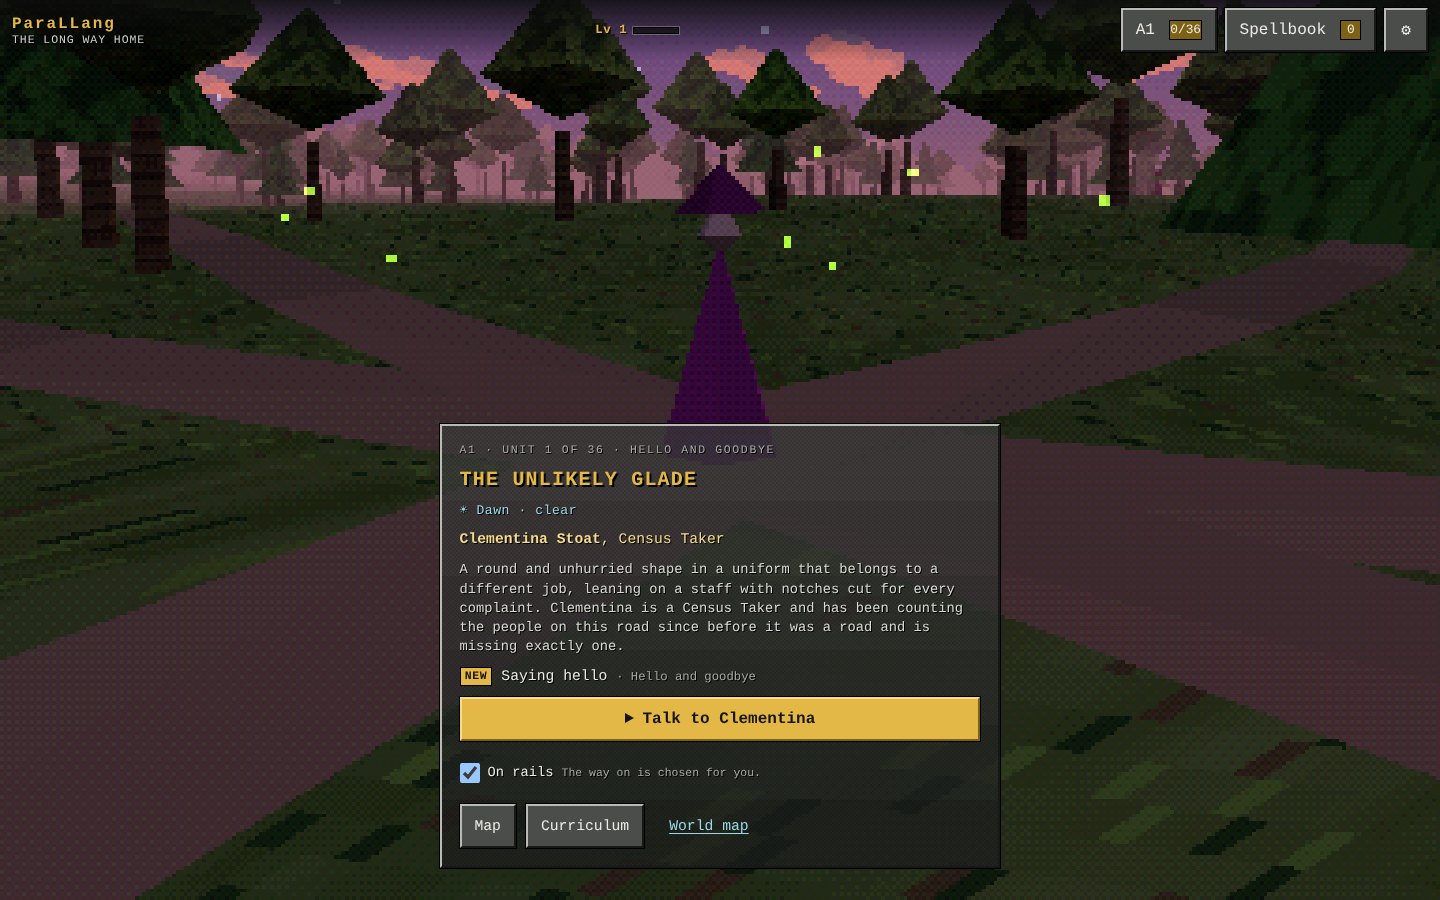 ParaLLang
THE LONG WAY HOME
Lv 1
A1 0/36
Spellbook 0
A1 · UNIT 1 OF 36 · HELLO AND GOODBYE
THE UNLIKELY GLADE
☀ Dawn · clear
Clementina Stoat, Census Taker
A round and unhurried shape in a uniform that belongs to a
different job, leaning on a staff with notches cut for every
complaint. Clementina is a Census Taker and has been counting
the people on this road since before it was a road and is
missing exactly one.
NEW Saying hello · Hello and goodbye
▶ Talk to Clementina
On rails The way on is chosen for you.
Map Curriculum World map